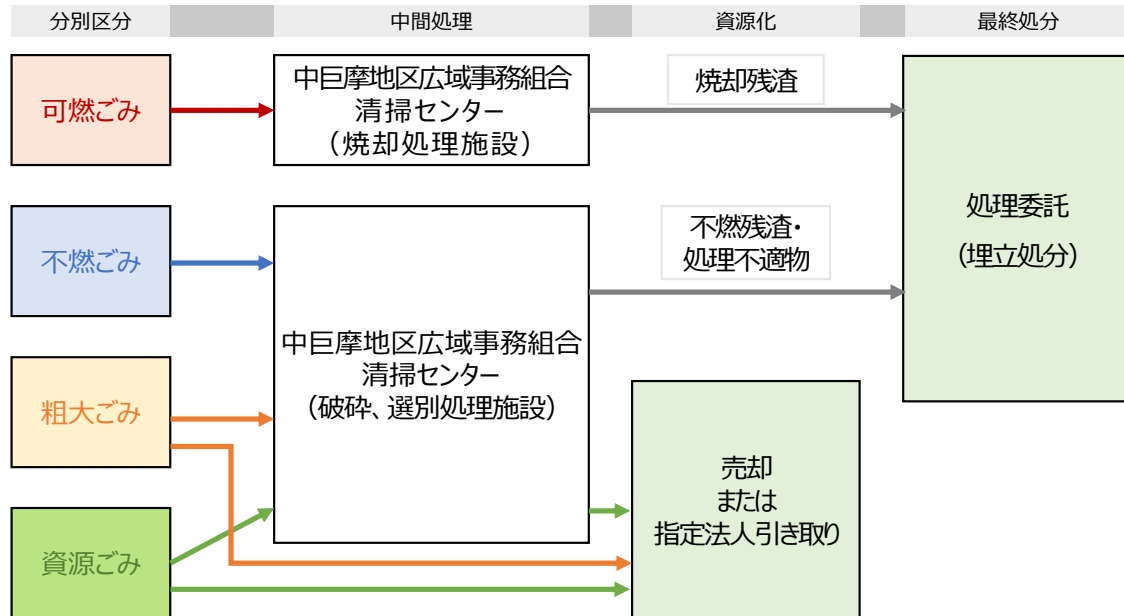 分別区分
中間処理
資源化
最終処分
可燃ごみ
中巨摩地区広域事務組合
清掃センター
（焼却処理施設）
焼却残渣
処理委託
（埋立処分）
不燃ごみ
不燃残渣・
処理不適物
中巨摩地区広域事務組合
清掃センター
（破砕、選別処理施設）
粗大ごみ
売却
または
指定法人引き取り
資源ごみ